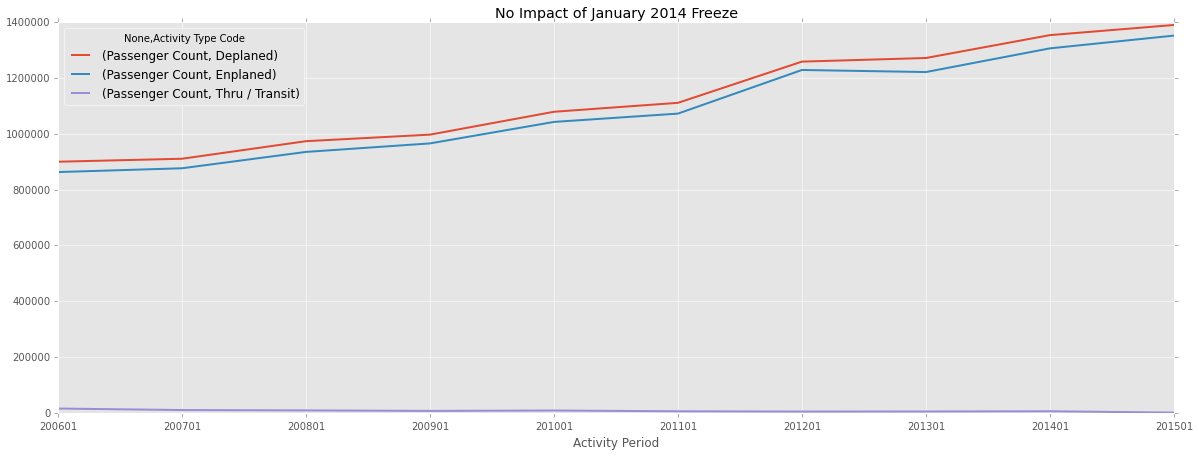 No Impact of January 2014 Freeze
None,Activity Type Code
(Passenger Count, Deplaned)
(Passenger Count, Enplaned)
(Passenger Count, Thru / Transit)
1400000
1200000
1000000
800000
600000
400000
200000
0
200601 200701 200801 200901 201001 201101 201201 201301 201401 201501
Activity Period